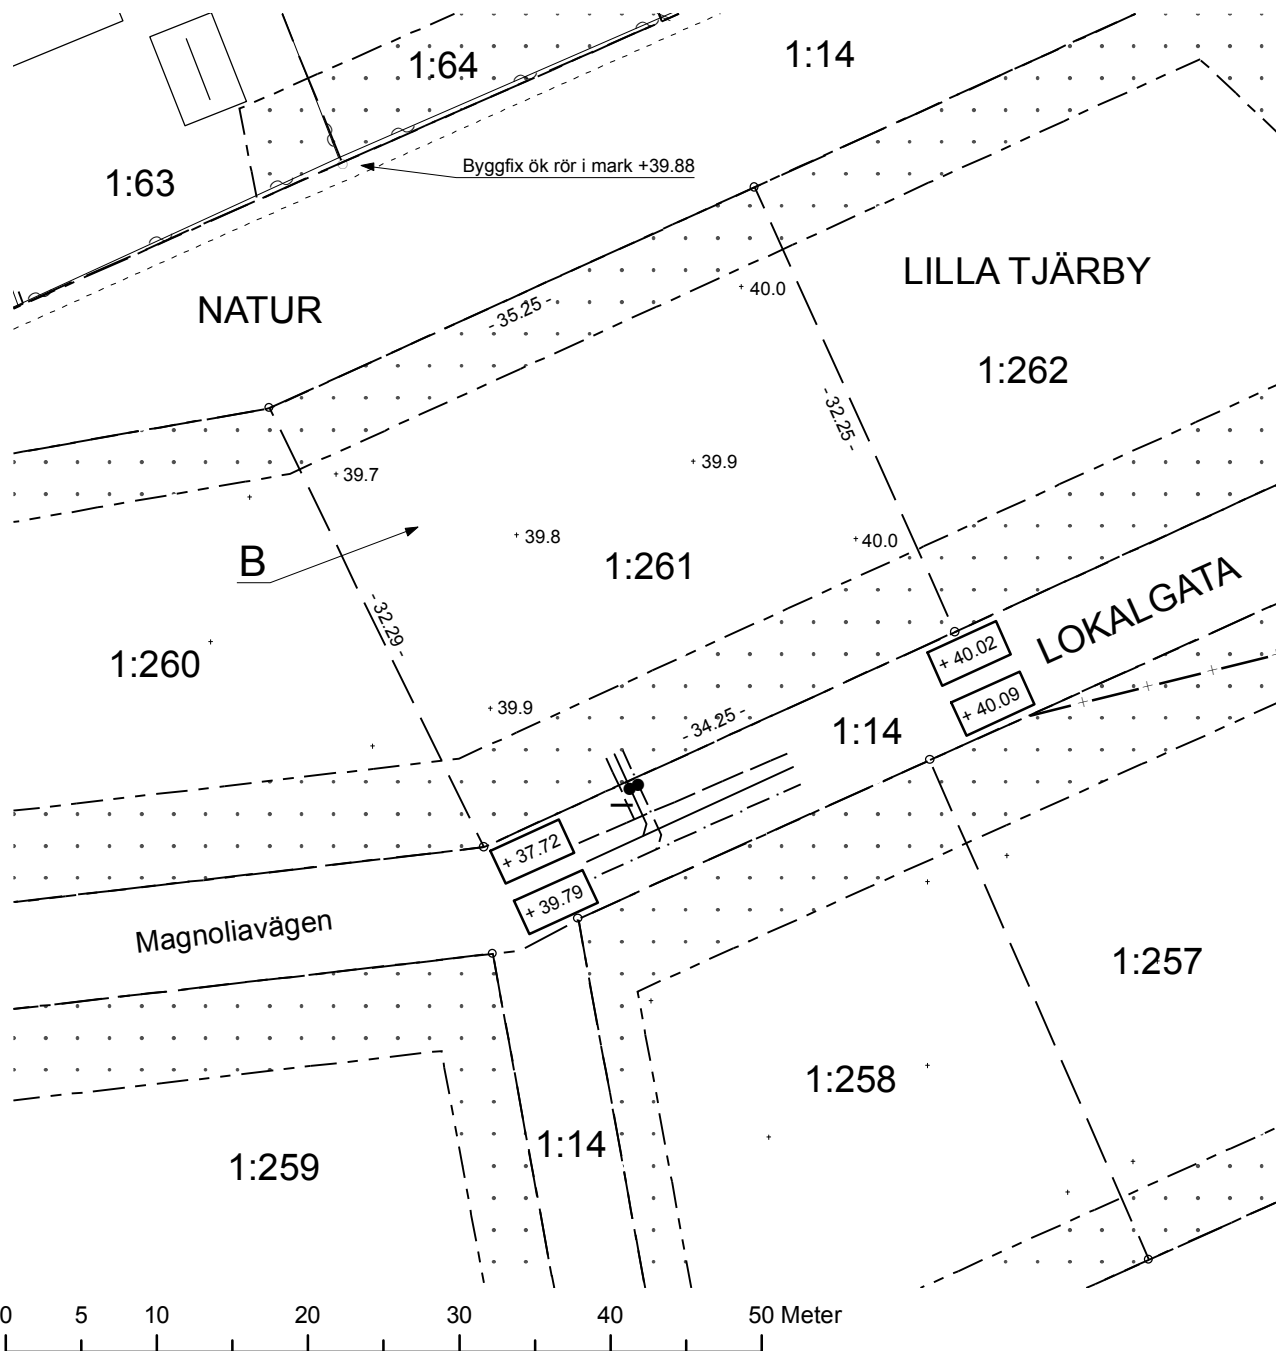 1:64
1:14
Byggfix ök rör i mark +39.88
1:63
LILLA TJÄRBY
+ 40.0
NATUR
- 35.25 -
1:262
- 32.25 -
+ 39.9
+ 39.7
+ 39.8
+ 40.0
B
1:261
LOKALGATA
- 32.29 -
1:260
+ 40.02
+ 40.09
+ 39.9
- 34.25 -
1:14
+ 37.72
+ 39.79
Magnoliavägen
1:257
1:258
1:14
1:259
0 5 10 20 30 40 50 Meter